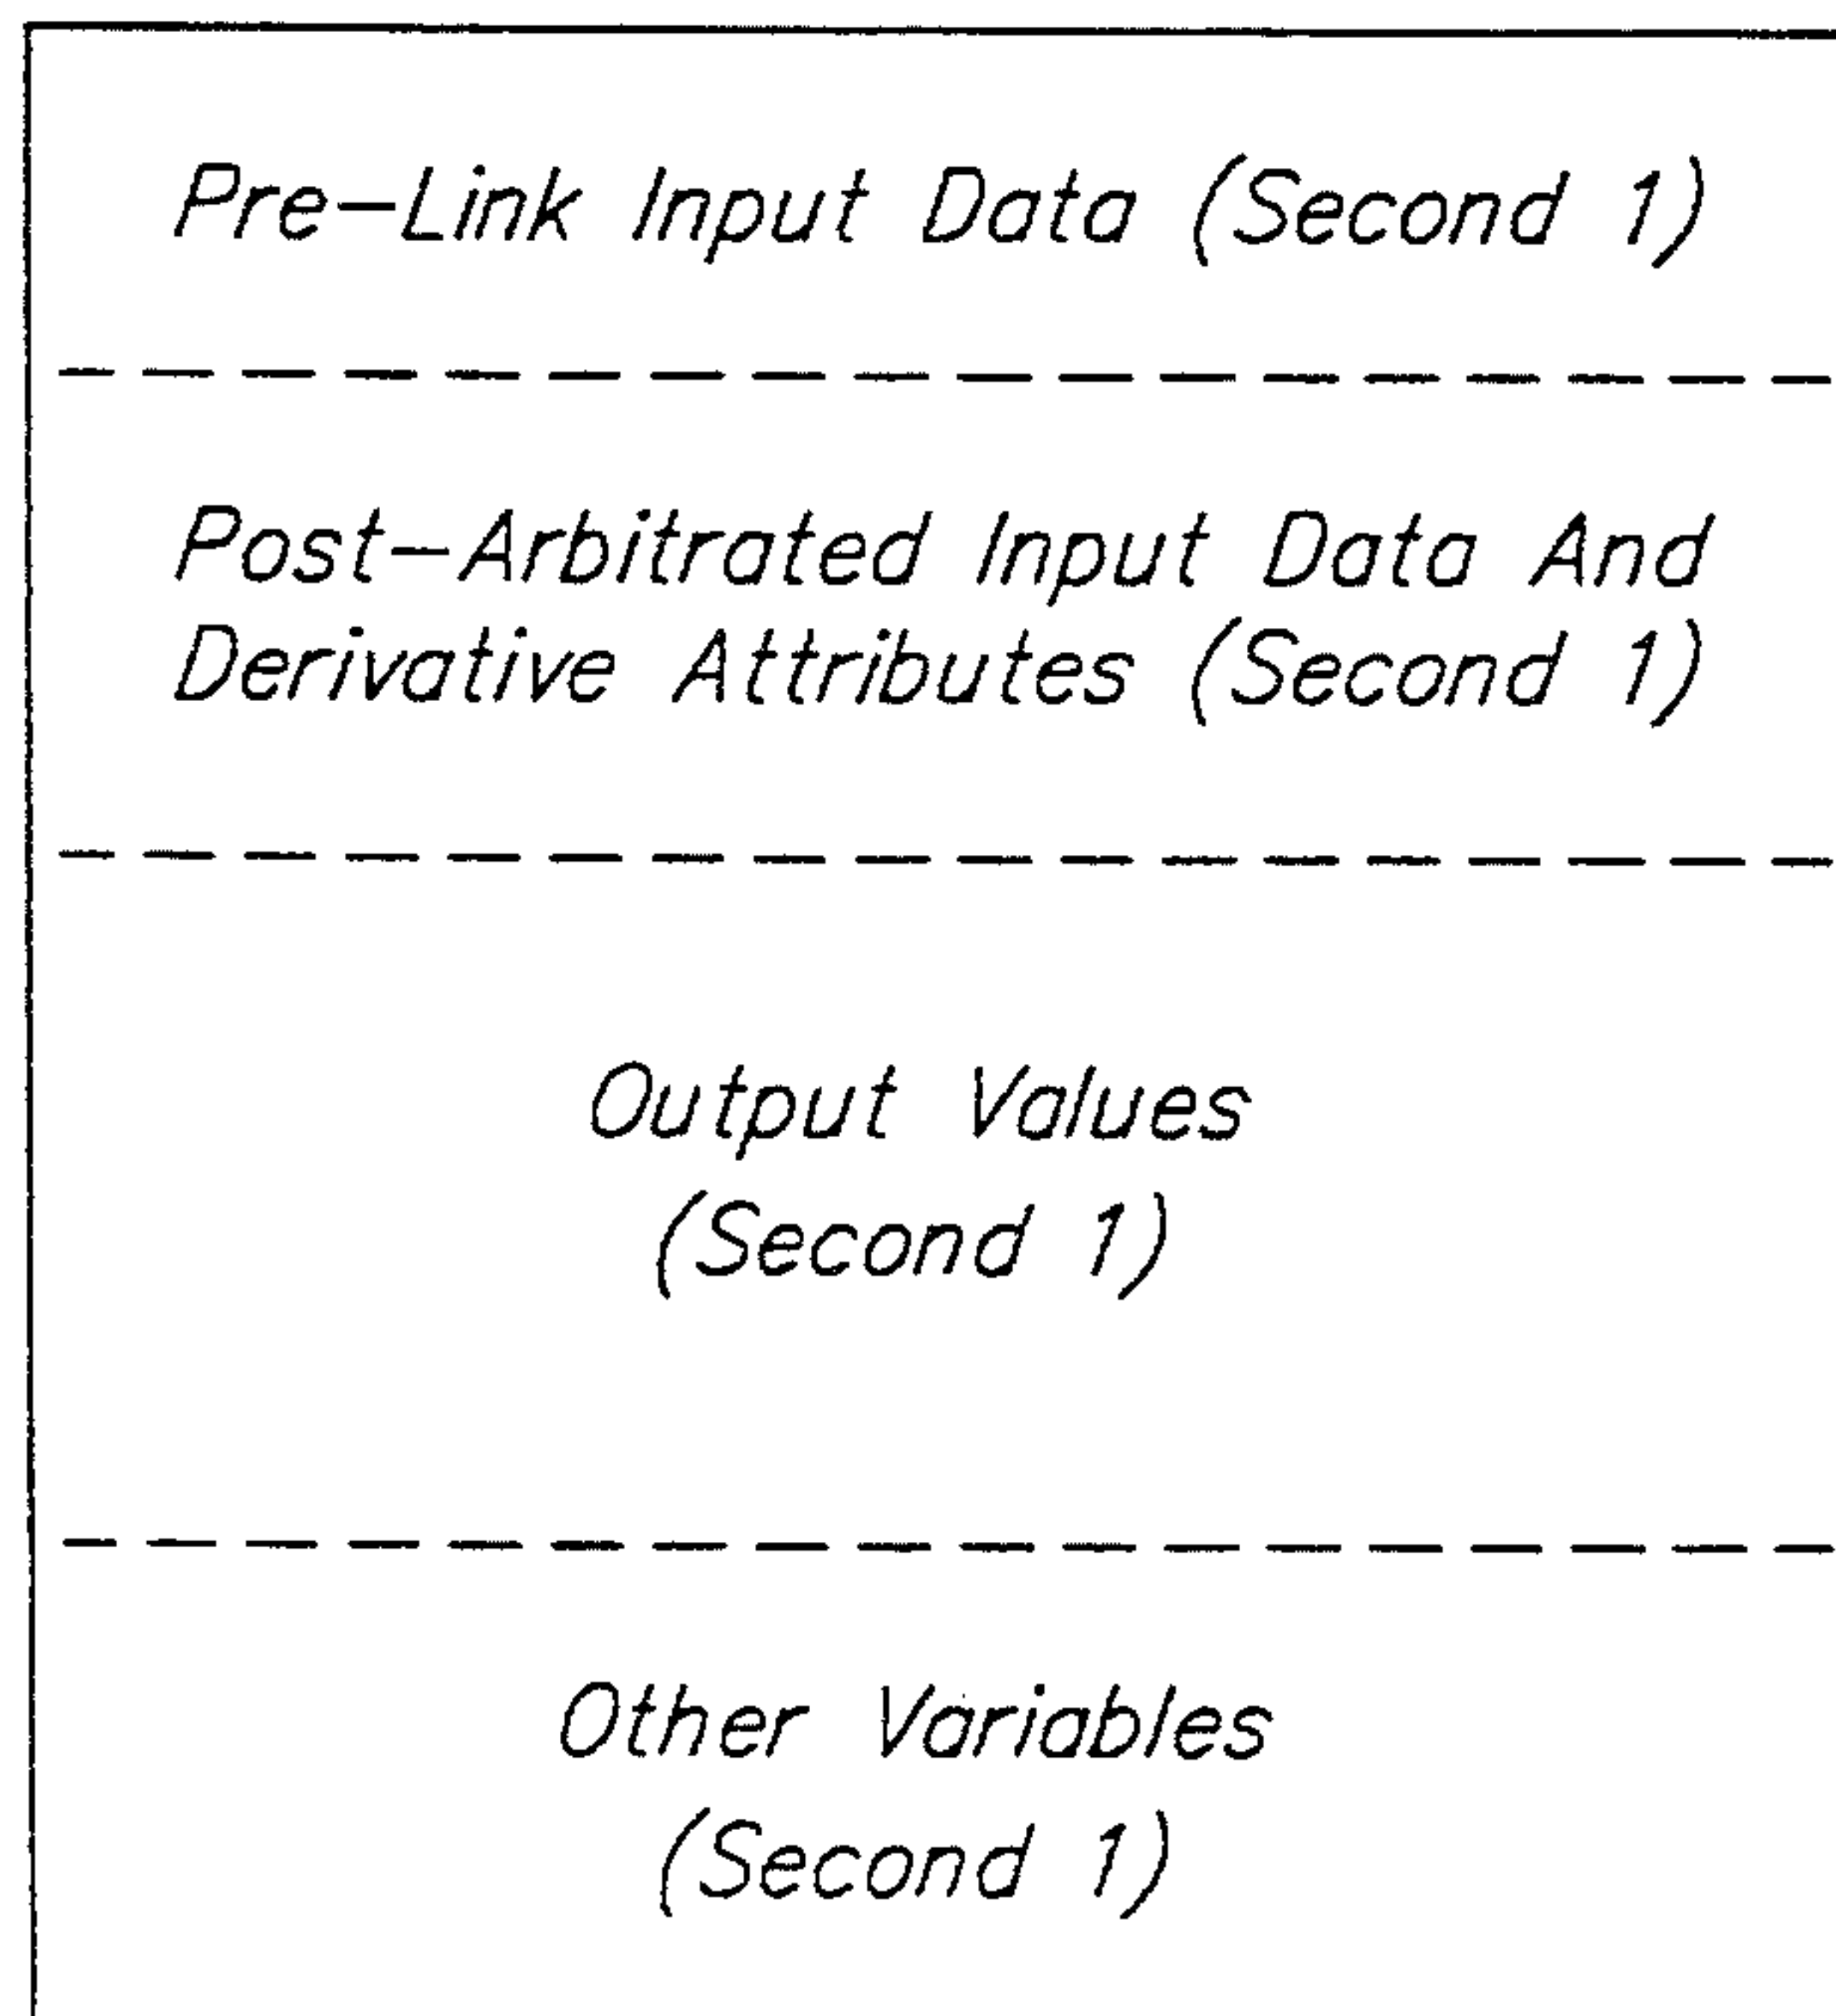 Pre-Link Input Data (Second 1)
Post-Arbitrated Input Data And
Derivative Attributes (Second 1)
Output Values
(Second 1)
Other Variables
(Second 1)